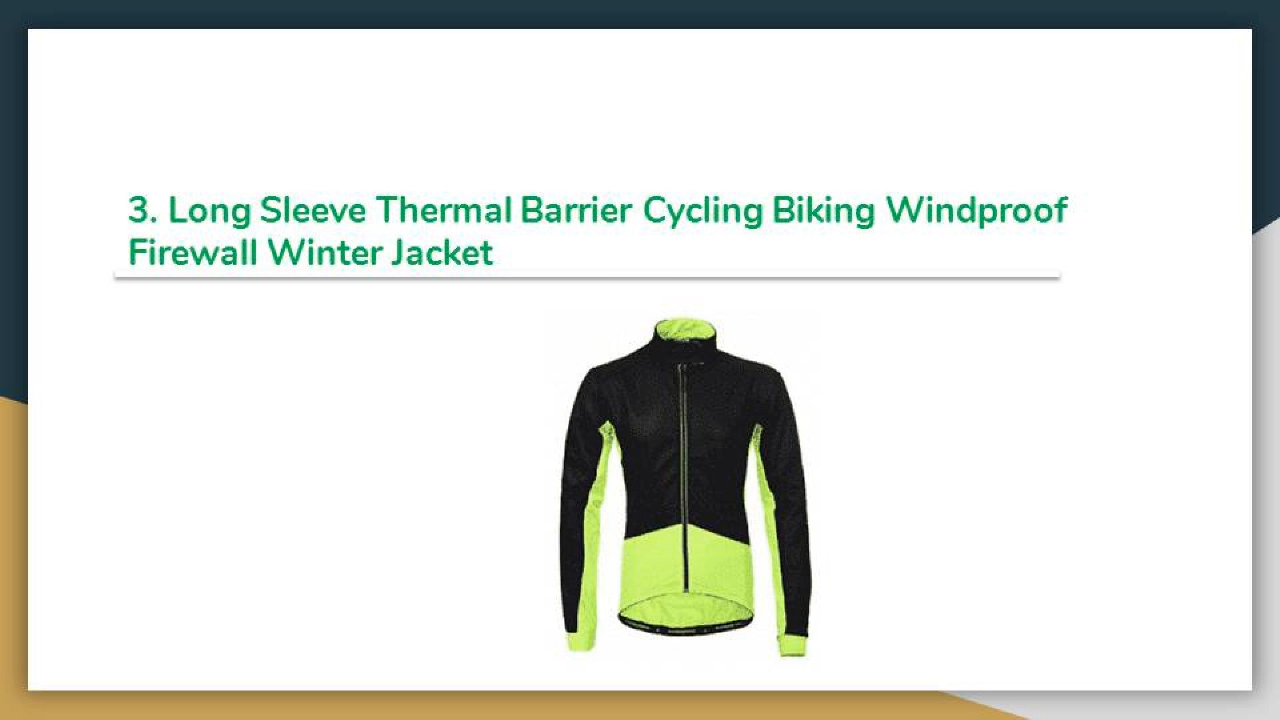 3. Long Sleeve Thermal Barrier Cycling Biking Windproof
Firewall Winter Jacket